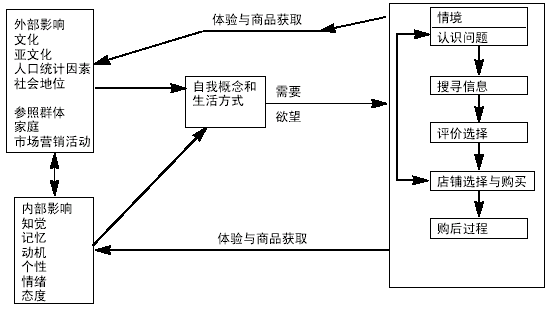 外部影响
文化
亚文化
人口统计因素
社会地位
参照群体
家庭
市场营销活动
内部影响
知觉
记忆
动机
个性
情绪
态度
体验与商品获取
自我概念和
生活方式
需要
欲望
体验与商品获取
情境
认识问题
搜寻信息
评价选择
店铺选择与购买
购后过程